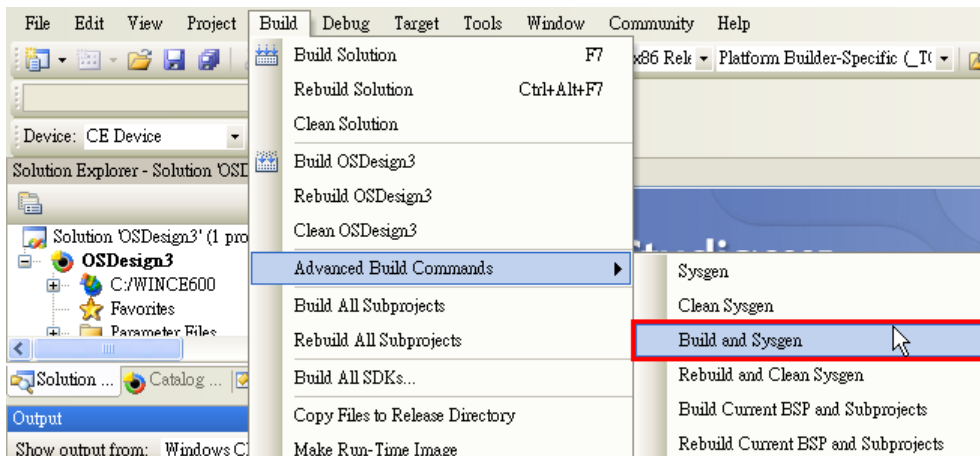 File Edit View Project Build Debug Target Tools Window Community Help
Build Solution F7
x86 Rele Platform Builder-Specific (_T
Rebuild Solution Ctrl+Alt+F7
Clean Solution
Device: CE Device
Build OSDesign3
Solution Explorer - Solution 'OSD
Rebuild OSDesign3
Clean OSDesign3
Solution 'OSDesign3' (1 pro
OSDesign3
Advanced Build Commands
Sysgen
C:/WINCE600
Build All Subprojects
Clean Sysgen
Favorites
Parameter Files
Rebuild All Subprojects
Build and Sysgen
Solution ... Catalog ...
Build All SDKs...
Rebuild and Clean Sysgen
Output
Copy Files to Release Directory
Build Current BSP and Subprojects
Show output from: Windows C
Make Run-Time Image
Rebuild Current BSP and Subprojects